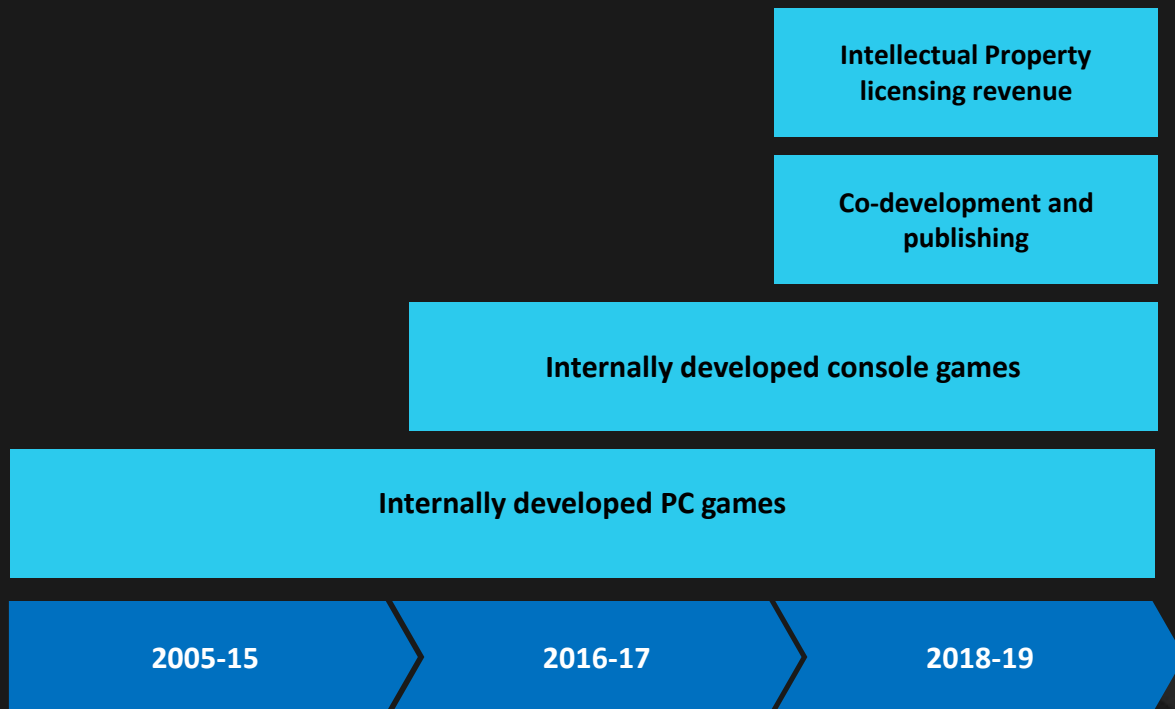 Intellectual Property
licensing revenue
Co-development and
publishing
Internally developed console games
Internally developed PC games
2005-15
2016-17
2018-19